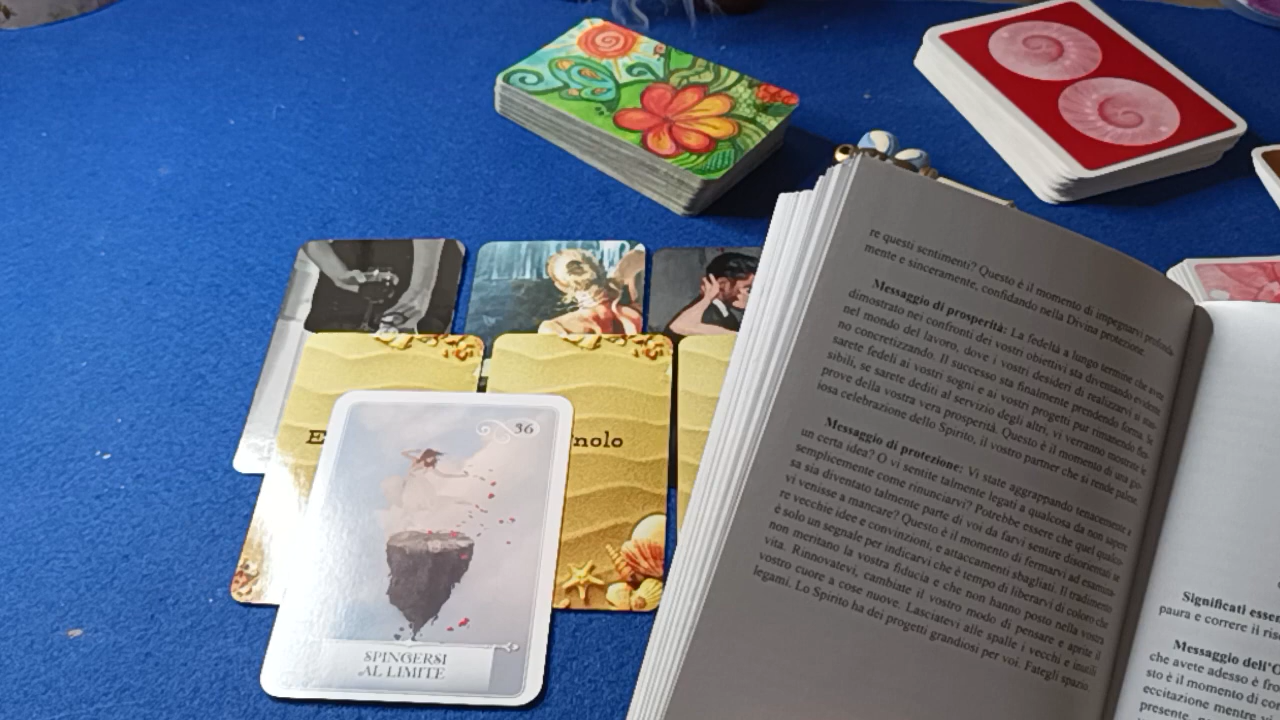 re questi sentimenti? Questo è il momento di impegnarvi profonda-
mente e sinceramente, confidando nella Divina protezione.
Messaggio di prosperità: La fedeltà a lungo termine che avete
dimostrato nei confronti dei vostri obiettivi sta diventando evidente
nel mondo del lavoro, dove i vostri desideri di realizzarvi si stan-
no concretizzando. Il successo sta finalmente prendendo forma, le
sarete fedeli ai vostri sogni e ai vostri progetti pur rimanendo fles-
sibili, se sarete dediti al servizio degli altri, vi verranno mostrate le
prove della vostra vera prosperità. Questo è il momento di una go-
iosa celebrazione dello Spirito, il vostro partner che si rende palese.
Messaggio di protezione: Vi state aggrappando tenacemente a
un certa idea? O vi sentite talmente legati a qualcosa da non sapere
semplicemente come rinunciarvi? Potrebbe essere che quel qualco-
sa sia diventato talmente parte di voi da farvi sentire disorientati se
vi venisse a mancare? Questo è il momento di fermarvi ad esamina-
re vecchie idee e convinzioni, e attaccamenti sbagliati. Il tradimento
è solo un segnale per indicarvi che è tempo di liberarvi di coloro che
non meritano la vostra fiducia e che non hanno posto nella vostra
vita. Rinnovatevi, cambiate il vostro modo di pensare e aprite il
vostro cuore a cose nuove. Lasciatevi alle spalle i vecchi e inutili
legami. Lo Spirito ha dei progetti grandiosi per voi. Fategli spazio.
Significati essen
paura e correre il ris
Messaggio dell'O
che avete adesso è fro
sto è il momento di con
eccitazione mentre
presente
E
nolo
36
SPINGERSI
AL LIMITE